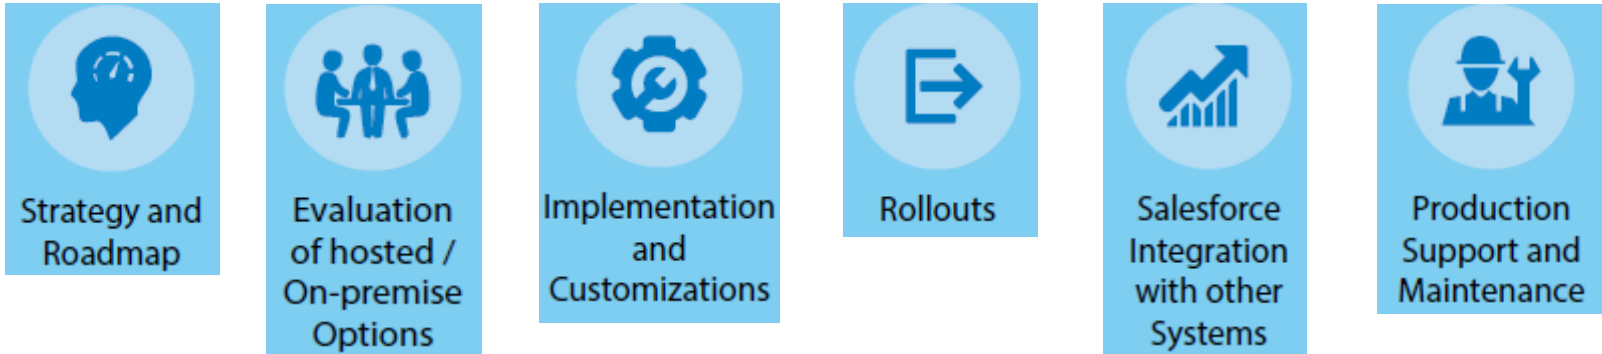 Strategy and
Roadmap
Evaluation
of hosted /
On-premise
Options
Implementation
and
Customizations
Rollouts
Salesforce
Integration
with other
Systems
Production
Support and
Maintenance